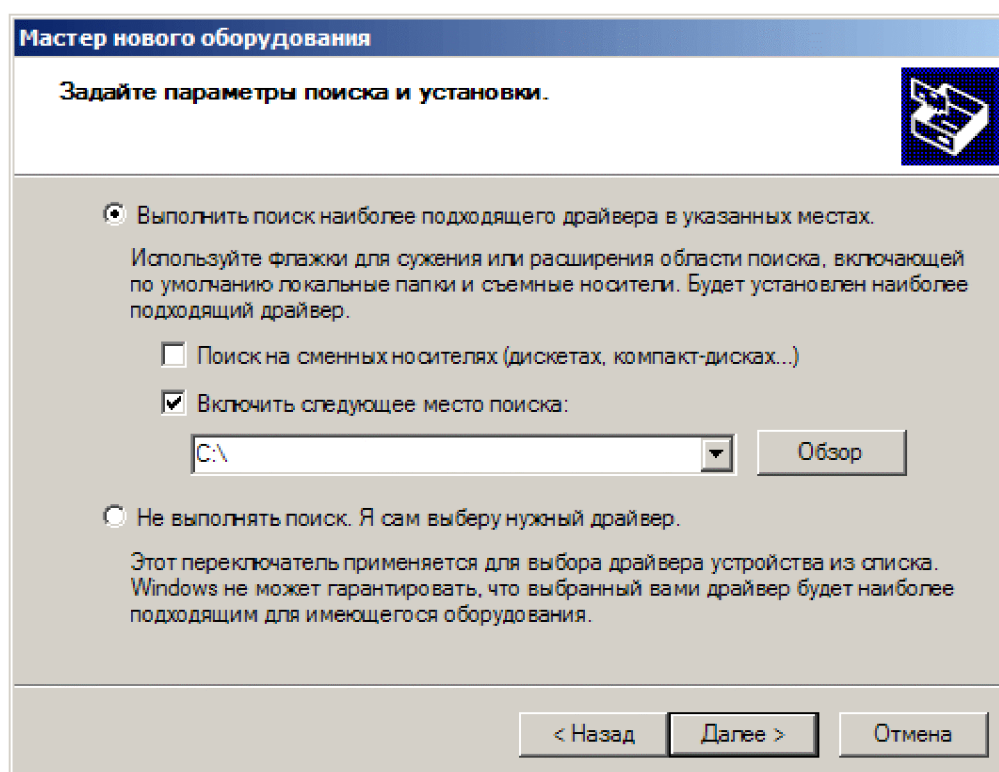 Мастер нового оборудования
Задайте параметры поиска и установки.
Выполнить поиск наиболее подходящего драйвера в указанных местах.
Используйте флажки для сужения или расширения области поиска, включающей
по умолчанию локальные папки и съемные носители. Будет установлен наиболее
подходящий драйвер.
Поиск на сменных носителях (дискетах, компакт-дисках...)
Включить следующее место поиска:
C:\
Обзор
Не выполнять поиск. Я сам выберу нужный драйвер.
Этот переключатель применяется для выбора драйвера устройства из списка.
Windows не может гарантировать, что выбранный вами драйвер будет наиболее
подходящим для имеющегося оборудования.
< Назад
Далее >
Отмена